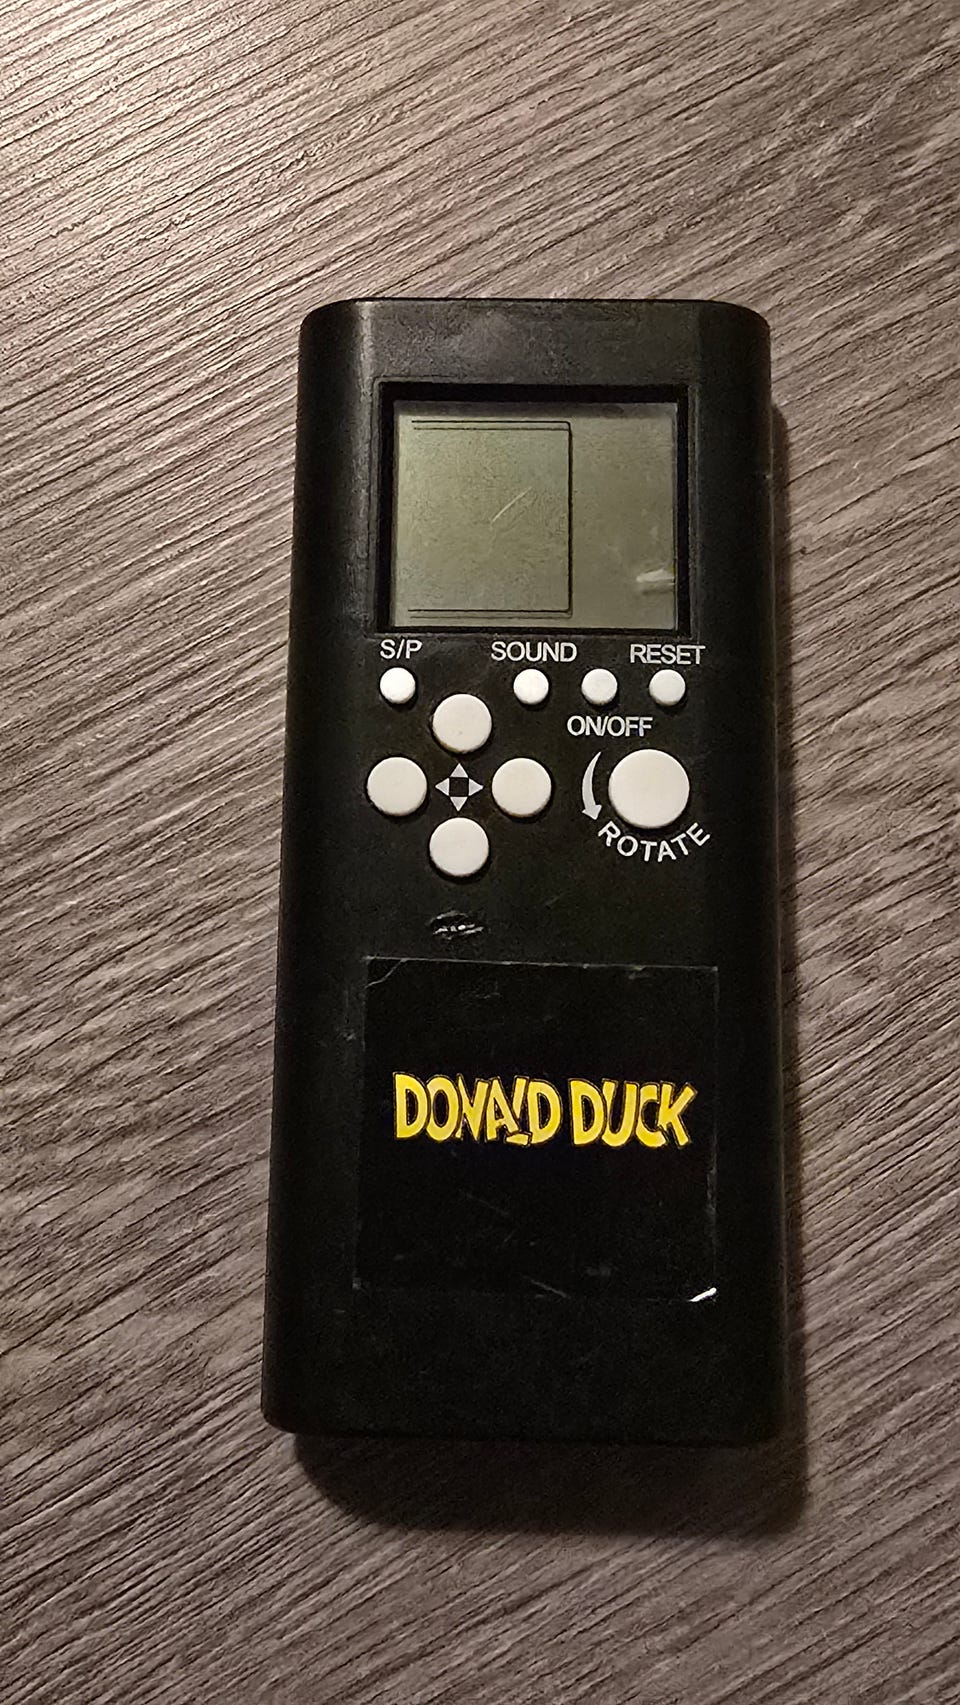 S/P SOUND RESET
ON/OFF
ROTATE
DONALD DUCK